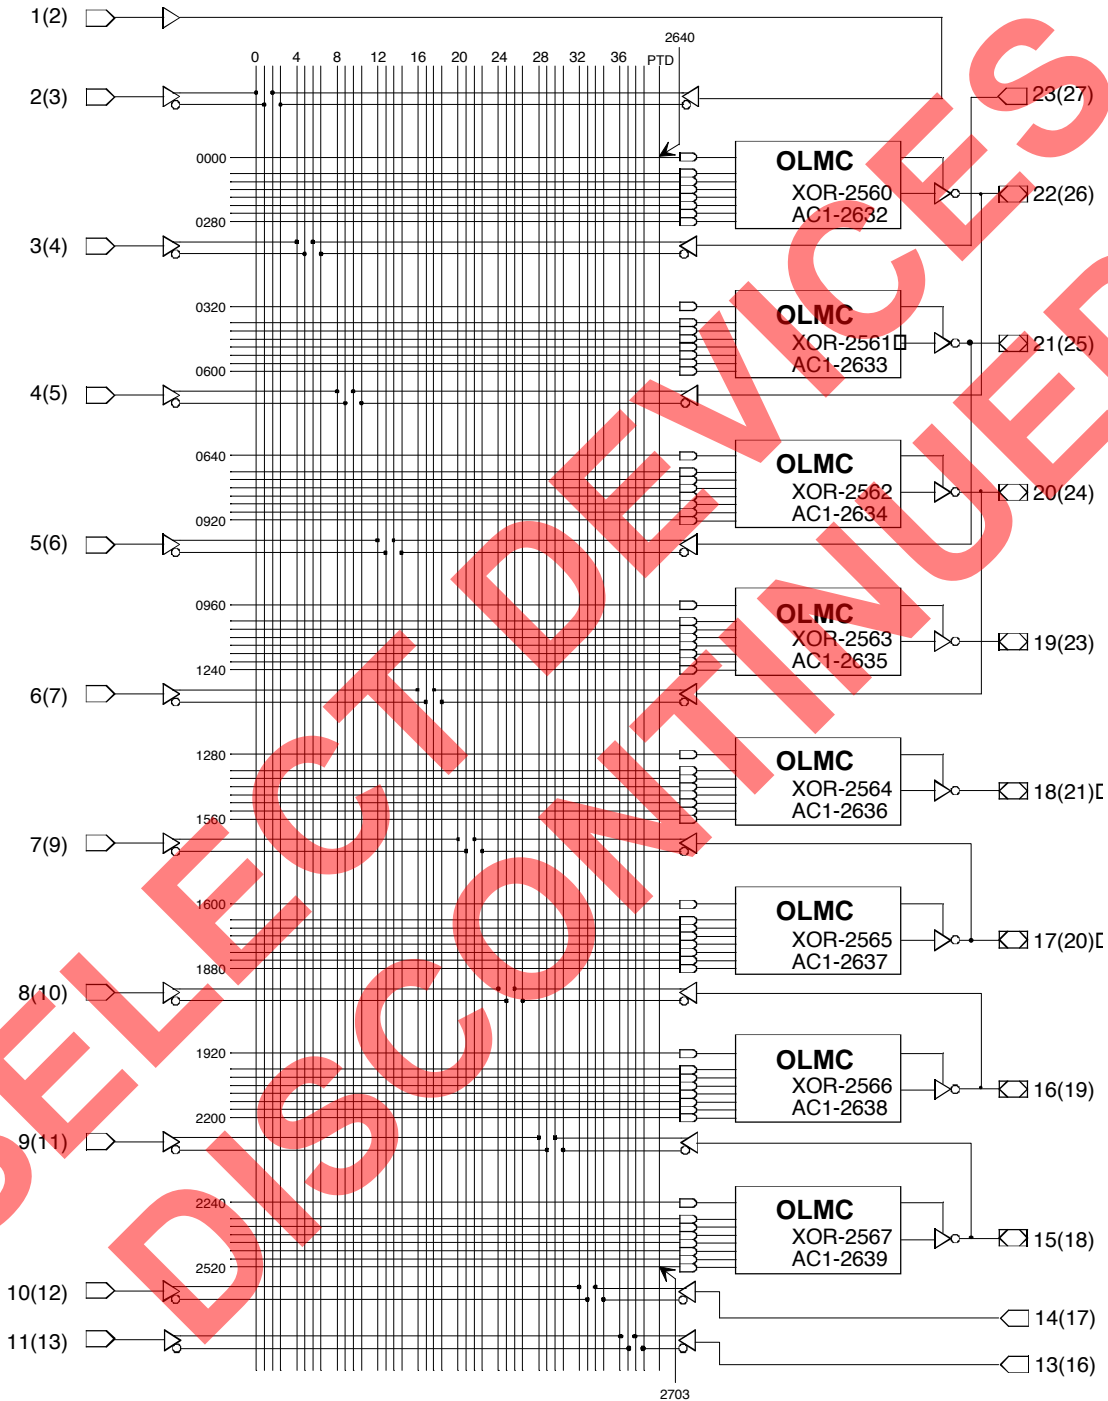 1(2)
2640
0 4 8 12 16 20 24 28 32 36 PTD
2(3)
23(27)
0000
OLMC
XOR-2560
AC1-2632
22(26)
0280
3(4)
0320
OLMC
XOR-2561
AC1-2633
21(25)
0600
4(5)
0640
OLMC
XOR-2562
AC1-2634
20(24)
0920
5(6)
0960
OLMC
XOR-2563
AC1-2635
19(23)
1240
6(7)
1280
OLMC
XOR-2564
AC1-2636
18(21)
1560
7(9)
1600
OLMC
XOR-2565
AC1-2637
17(20)
1880
8(10)
1920
OLMC
XOR-2566
AC1-2638
16(19)
2200
9(11)
2240
OLMC
XOR-2567
AC1-2639
15(18)
2520
10(12)
14(17)
11(13)
13(16)
2703
SELECT DEVICES
DISCONTINUED